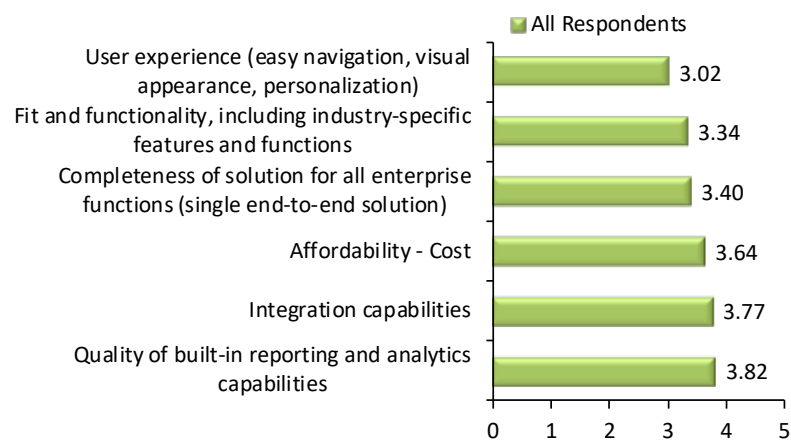 All Respondents
User experience (easy navigation, visual
appearance, personalization)
3.02
Fit and functionality, including industry-specific
features and functions
3.34
Completeness of solution for all enterprise
functions (single end-to-end solution)
3.40
Affordability - Cost
3.64
Integration capabilities
3.77
Quality of built-in reporting and analytics
capabilities
3.82
0 1 2 3 4 5